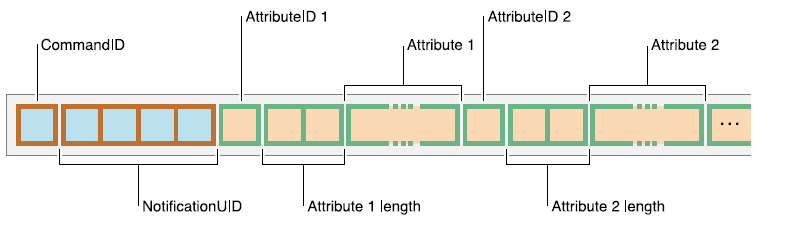 AttributeID 1
AttributeID 2
CommandID
Attribute 1
Attribute 2
...
NotificationUID
Attribute 1 length
Attribute 2 length